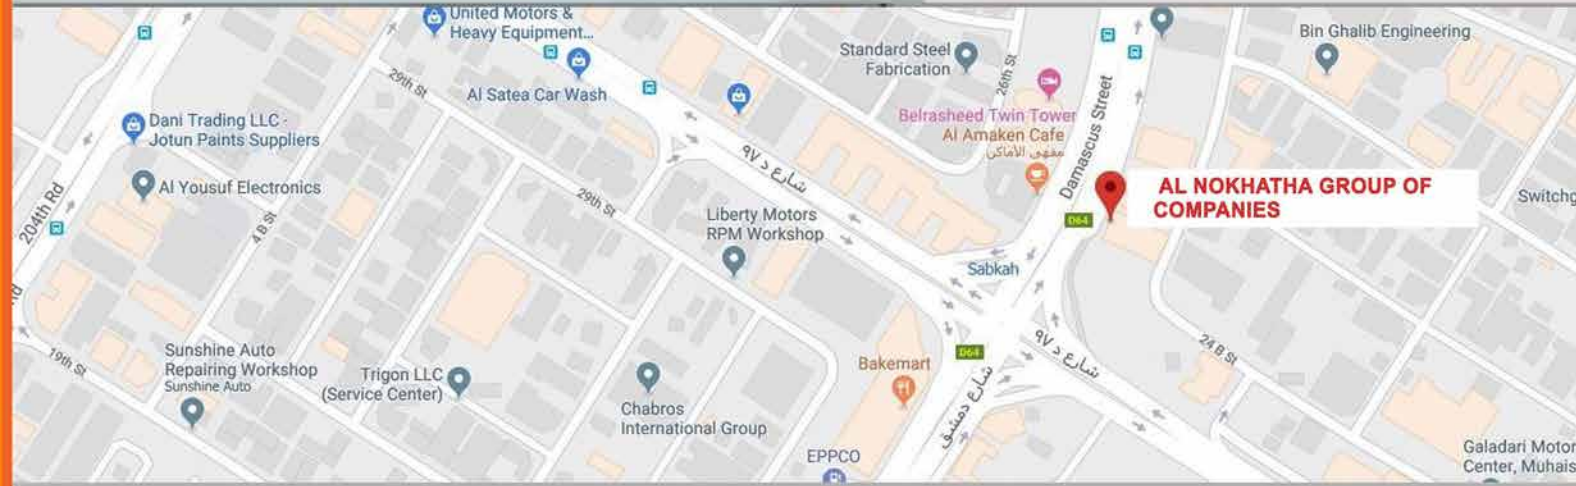 United Motors &
Heavy Equipment...
Bin Ghalib Engineering
Standard Steel
Fabrication
29th St
26th St
Al Satea Car Wash
Damascus Street
Belrasheed Twin Tower
Al Amaken Cafe
مقهى الأماكن
Dani Trading LLC -
Jotun Paints Suppliers
شارع د ٩٧
Al Yousuf Electronics
AL NOKHATHA GROUP OF
COMPANIES
Switchg
204th Rd
4 B St
29th St
Liberty Motors
RPM Workshop
D64
Sabkah
Sunshine Auto
Repairing Workshop
Sunshine Auto
19th St
Trigon LLC
(Service Center)
Chabros
International Group
Bakemart
D64
شارع د ٩٧
24 B St
شارع دمشق
EPPCO
Galadari Motor
Center, Muhais